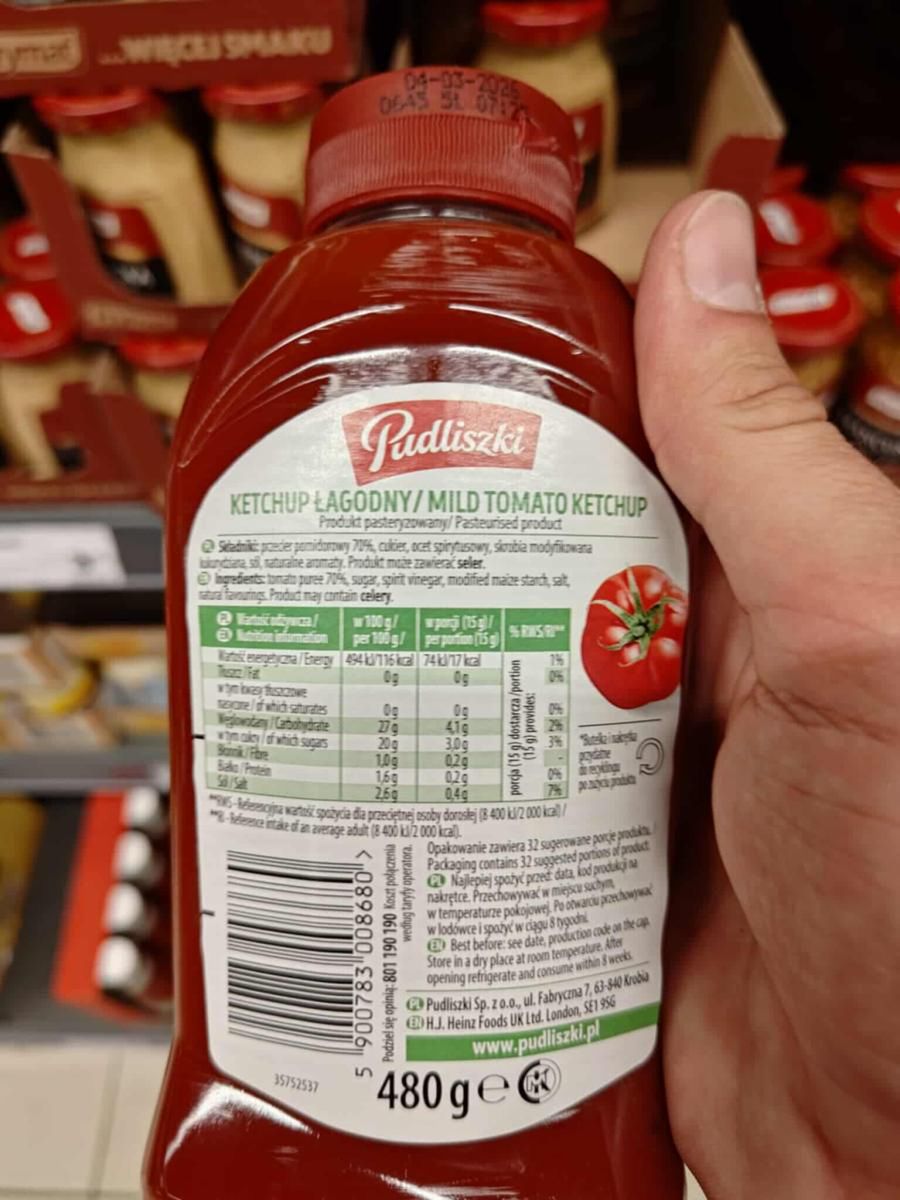 ...WIĘCEJ SMAKU
04-03-2026
Pudliszki
KETCHUP ŁAGODNY/ MILD TOMATO KETCHUP
Produkt pasteryzowany/ Pasteurised product
PL Składniki: przecier pomidorowy 70%, cukier, ocet spirytusowy, skrobia modyfikowana
kukurydziana, sól, naturalne aromaty. Produkt może zawierać seler.
EN Ingredients: tomato puree 70%, sugar, spirit vinegar, modified maize starch, salt,
natural flavourings. Product may contain celery.
PL Wartość odżywcza / w 100 g/ w porcji (15 g)/ % RWS/RI**
EN Nutrition information per 100 g/ per portion (15 g)
Wartość energetyczna / Energy 494 kJ/116 kcal 74 kJ/17 kcal 1%
Tłuszcz / Fat 0 g 0 g 0%
w tym kwasy tłuszczowe
nasycone / of which saturates 0 g 0 g 0%
Węglowodany / Carbohydrate 27 g 4,1 g 2%
w tym cukry / of which sugars 20 g 3,0 g 3%
Błonnik / Fibre 1,0 g 0,2 g -
Białko / Protein 1,6 g 0,2 g 0%
Sól / Salt 2,6 g 0,4 g 7%
porcja (15 g) dostarcza /portion
(15 g) provides:
*Butelka i nakrętka
przydatne
do recyklingu
po zużyciu produktu
**RWS - Referencyjna wartość spożycia dla przeciętnej osoby dorosłej (8 400 kJ/2 000 kcal) /
**RI - Reference intake of an average adult (8 400 kJ/2 000 kcal).
Opakowanie zawiera 32 sugerowane porcje produktu.
Packaging contains 32 suggested portions of product.
PL Najlepiej spożyć przed: data, kod produkcji na
nakrętce. Przechowywać w miejscu suchym,
w temperaturze pokojowej. Po otwarciu przechowywać
w lodówce i spożyć w ciągu 8 tygodni.
EN Best before: see date, production code on the cap.
Store in a dry place at room temperature. After
opening refrigerate and consume within 8 weeks.
PL Pudliszki Sp. z o.o., ul. Fabryczna 7, 63-840 Krobia
EN H.J. Heinz Foods UK Ltd. London, SE1 9SG
www.pudliszki.pl
5 900783 008680 >
Podziel się opinią: 801 190 190 Koszt połączenia
według taryfy operatora.
35752537
480 g e